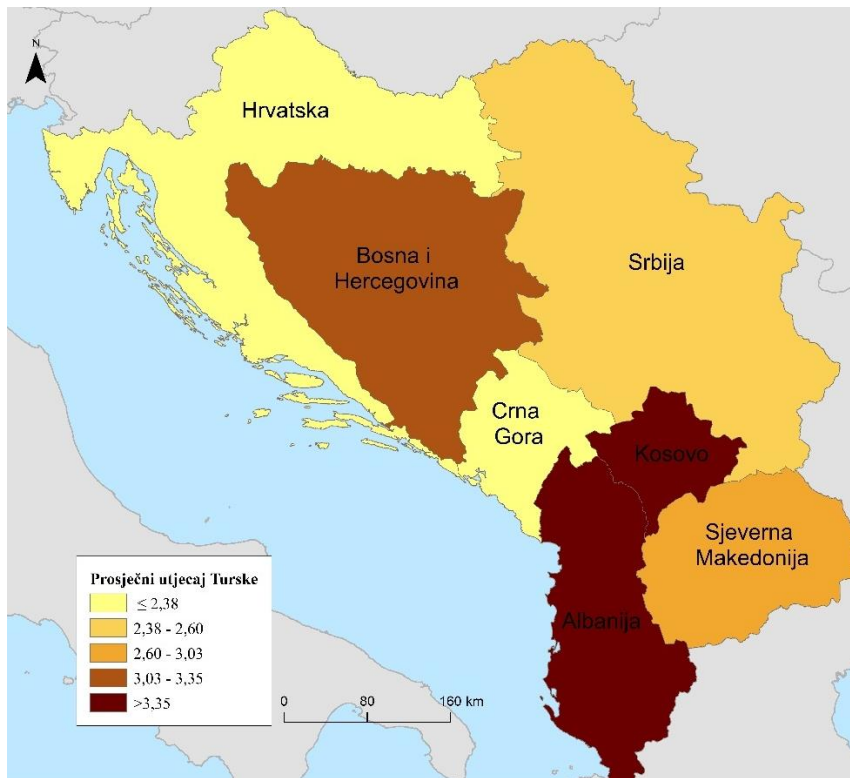 N
Hrvatska
Bosna i
Hercegovina
Srbija
Crna
Gora
Kosovo
Sjeverna
Makedonija
Albanija
Prosječni utjecaj Turske
≤ 2,38
2,38 - 2,60
2,60 - 3,03
3,03 - 3,35
>3,35
0 80 160 km